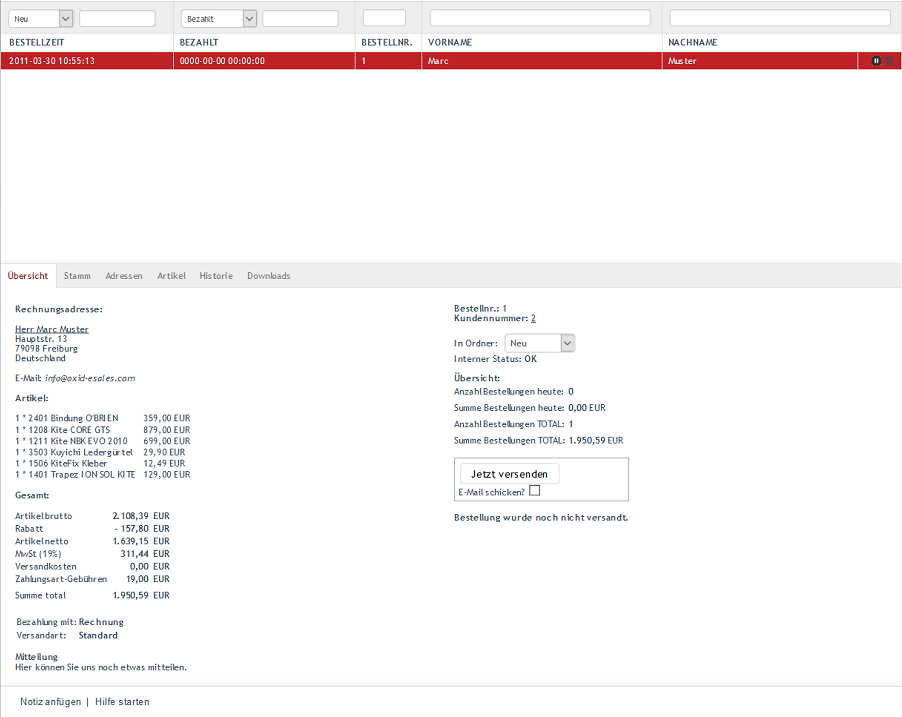 Neu Bezahlt
BESTELLZEIT BEZAHLT BESTELLNR. VORNAME NACHNAME
2011-03-30 10:55:13 0000-00-00 00:00:00 1 Marc Muster
Übersicht Stamm Adressen Artikel Historie Downloads
Rechnungsadresse:
Herr Marc Muster
Hauptstr. 13
79098 Freiburg
Deutschland
E-Mail: info@oxid-esales.com
Artikel:
1 * 2401 Bindung O'BRIEN 359,00 EUR
1 * 1208 Kite CORE GTS 879,00 EUR
1 * 1211 Kite NBK EVO 2010 699,00 EUR
1 * 3503 Kuyichi Ledergürtel 29,90 EUR
1 * 1506 KiteFix Kleber 12,49 EUR
1 * 1401 Trapez ION SOL KITE 129,00 EUR
Gesamt:
Artikelbrutto 2.108,39 EUR
Rabatt - 157,80 EUR
Artikelnetto 1.639,15 EUR
MwSt (19%) 311,44 EUR
Versandkosten 0,00 EUR
Zahlungsart-Gebühren 19,00 EUR
Summe total 1.950,59 EUR
Bezahlung mit: Rechnung
Versandart: Standard
Mitteilung
Hier können Sie uns noch etwas mitteilen.
Bestellnr.: 1
Kundennummer: 2
In Ordner: Neu
Interner Status: OK
Übersicht:
Anzahl Bestellungen heute: 0
Summe Bestellungen heute: 0,00 EUR
Anzahl Bestellungen TOTAL: 1
Summe Bestellungen TOTAL: 1.950,59 EUR
Jetzt versenden
E-Mail schicken?
Bestellung wurde noch nicht versandt.
Notiz anfügen | Hilfe starten